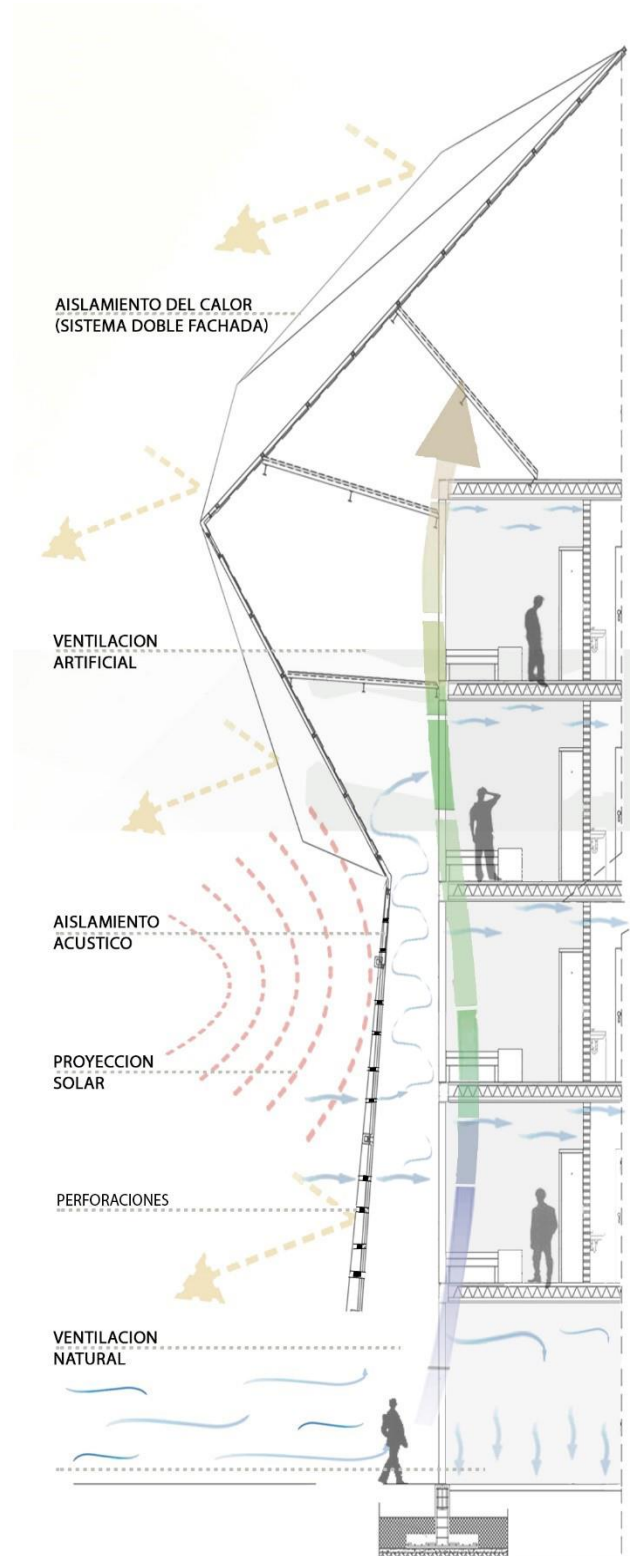 AISLAMIENTO DEL CALOR
(SISTEMA DOBLE FACHADA)
VENTILACION
ARTIFICIAL
AISLAMIENTO
ACUSTICO
PROYECCION
SOLAR
PERFORACIONES
VENTILACION
NATURAL